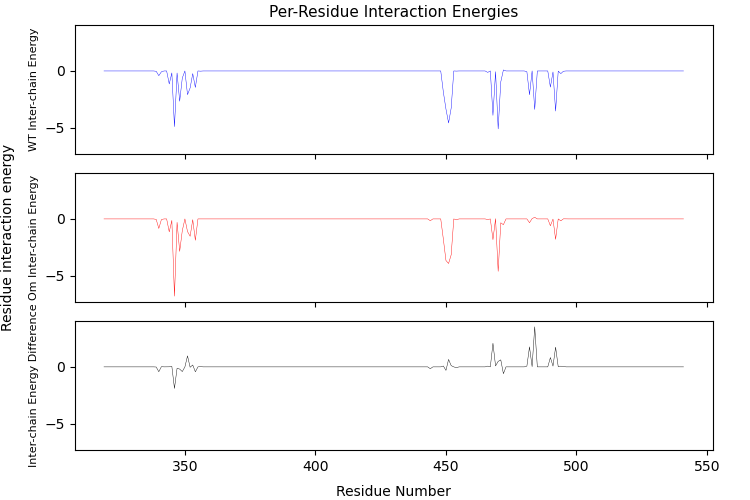 Per-Residue Interaction Energies
Residue interaction energy
WT Inter-chain Energy
0
−5
Om Inter-chain Energy
0
−5
Inter-chain Energy Difference
0
−5
350
400
450
500
550
Residue Number